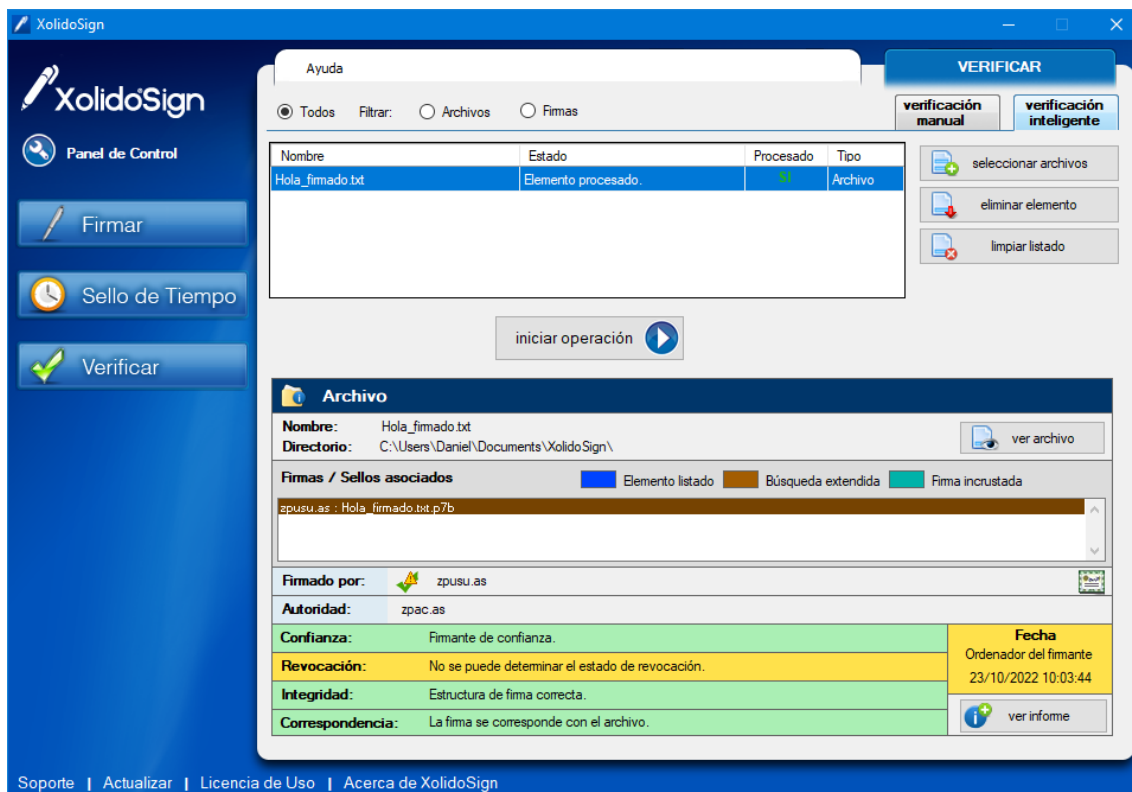 XolidoSign
XolidoSign
Panel de Control
Firmar
Sello de Tiempo
Verificar
Ayuda
VERIFICAR
Todos Filtrar: Archivos Firmas
verificación manual
verificación inteligente
Nombre Estado Procesado Tipo
Hola_firmado.txt Elemento procesado. SI Archivo
seleccionar archivos
eliminar elemento
limpiar listado
iniciar operación
Archivo
Nombre: Hola_firmado.txt
Directorio: C:\Users\Daniel\Documents\XolidoSign\
ver archivo
Firmas / Sellos asociados Elemento listado Búsqueda extendida Firma incrustada
zpusu.as : Hola_firmado.txt.p7b
Firmado por: zpusu.as
Autoridad: zpac.as
Confianza: Firmante de confianza.
Revocación: No se puede determinar el estado de revocación.
Integridad: Estructura de firma correcta.
Correspondencia: La firma se corresponde con el archivo.
Fecha
Ordenador del firmante
23/10/2022 10:03:44
ver informe
Soporte | Actualizar | Licencia de Uso | Acerca de XolidoSign